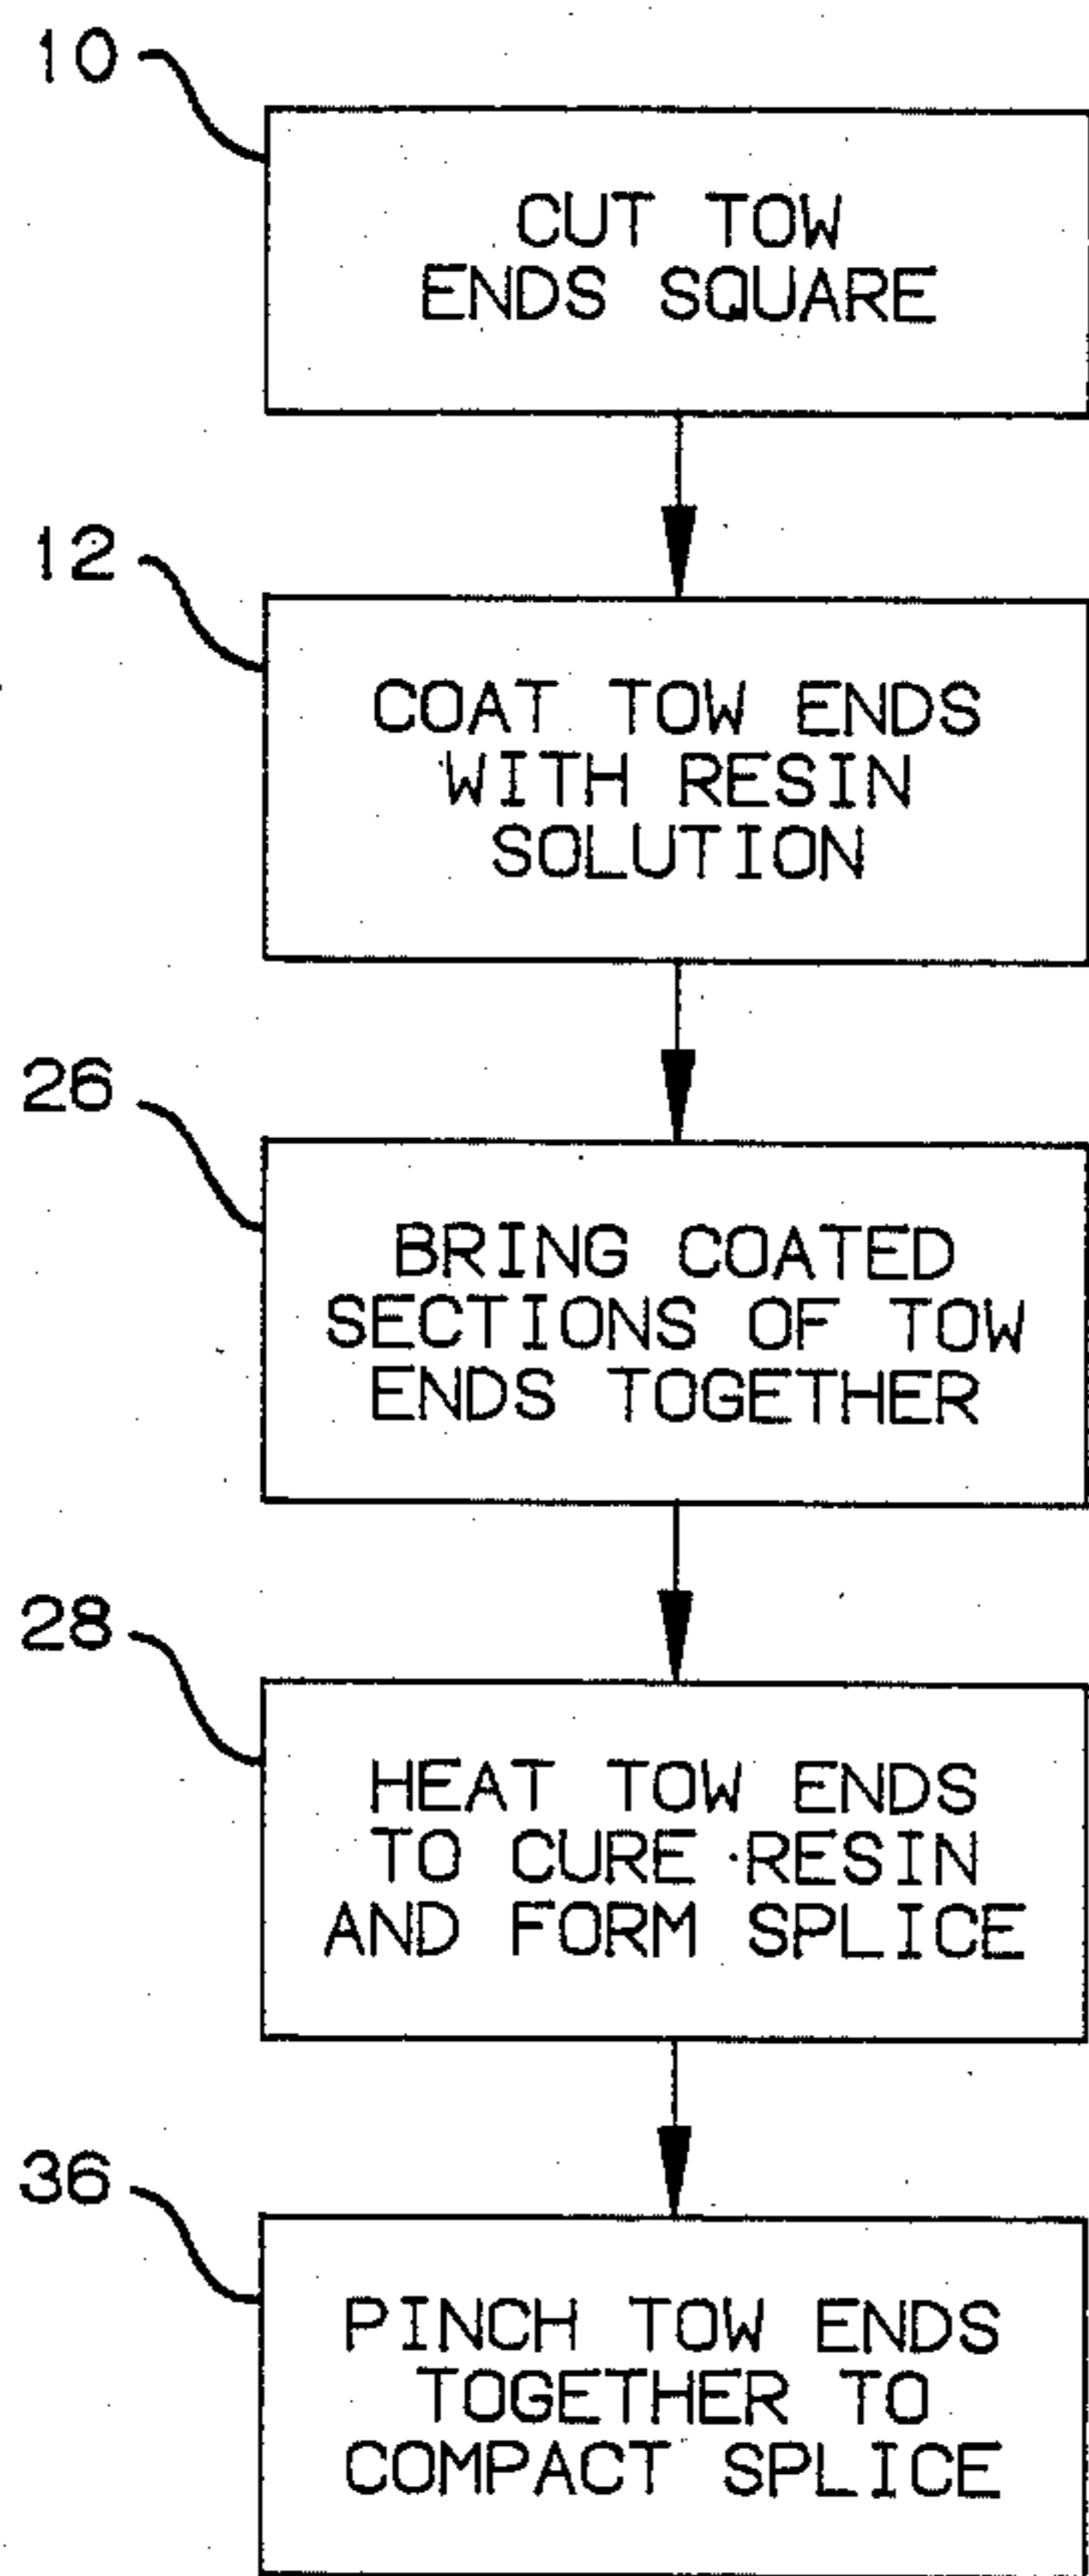 10
CUT TOW
ENDS SQUARE
12
COAT TOW ENDS
WITH RESIN
SOLUTION
26
BRING COATED
SECTIONS OF TOW
ENDS TOGETHER
28
HEAT TOW ENDS
TO CURE RESIN
AND FORM SPLICE
36
PINCH TOW ENDS
TOGETHER TO
COMPACT SPLICE